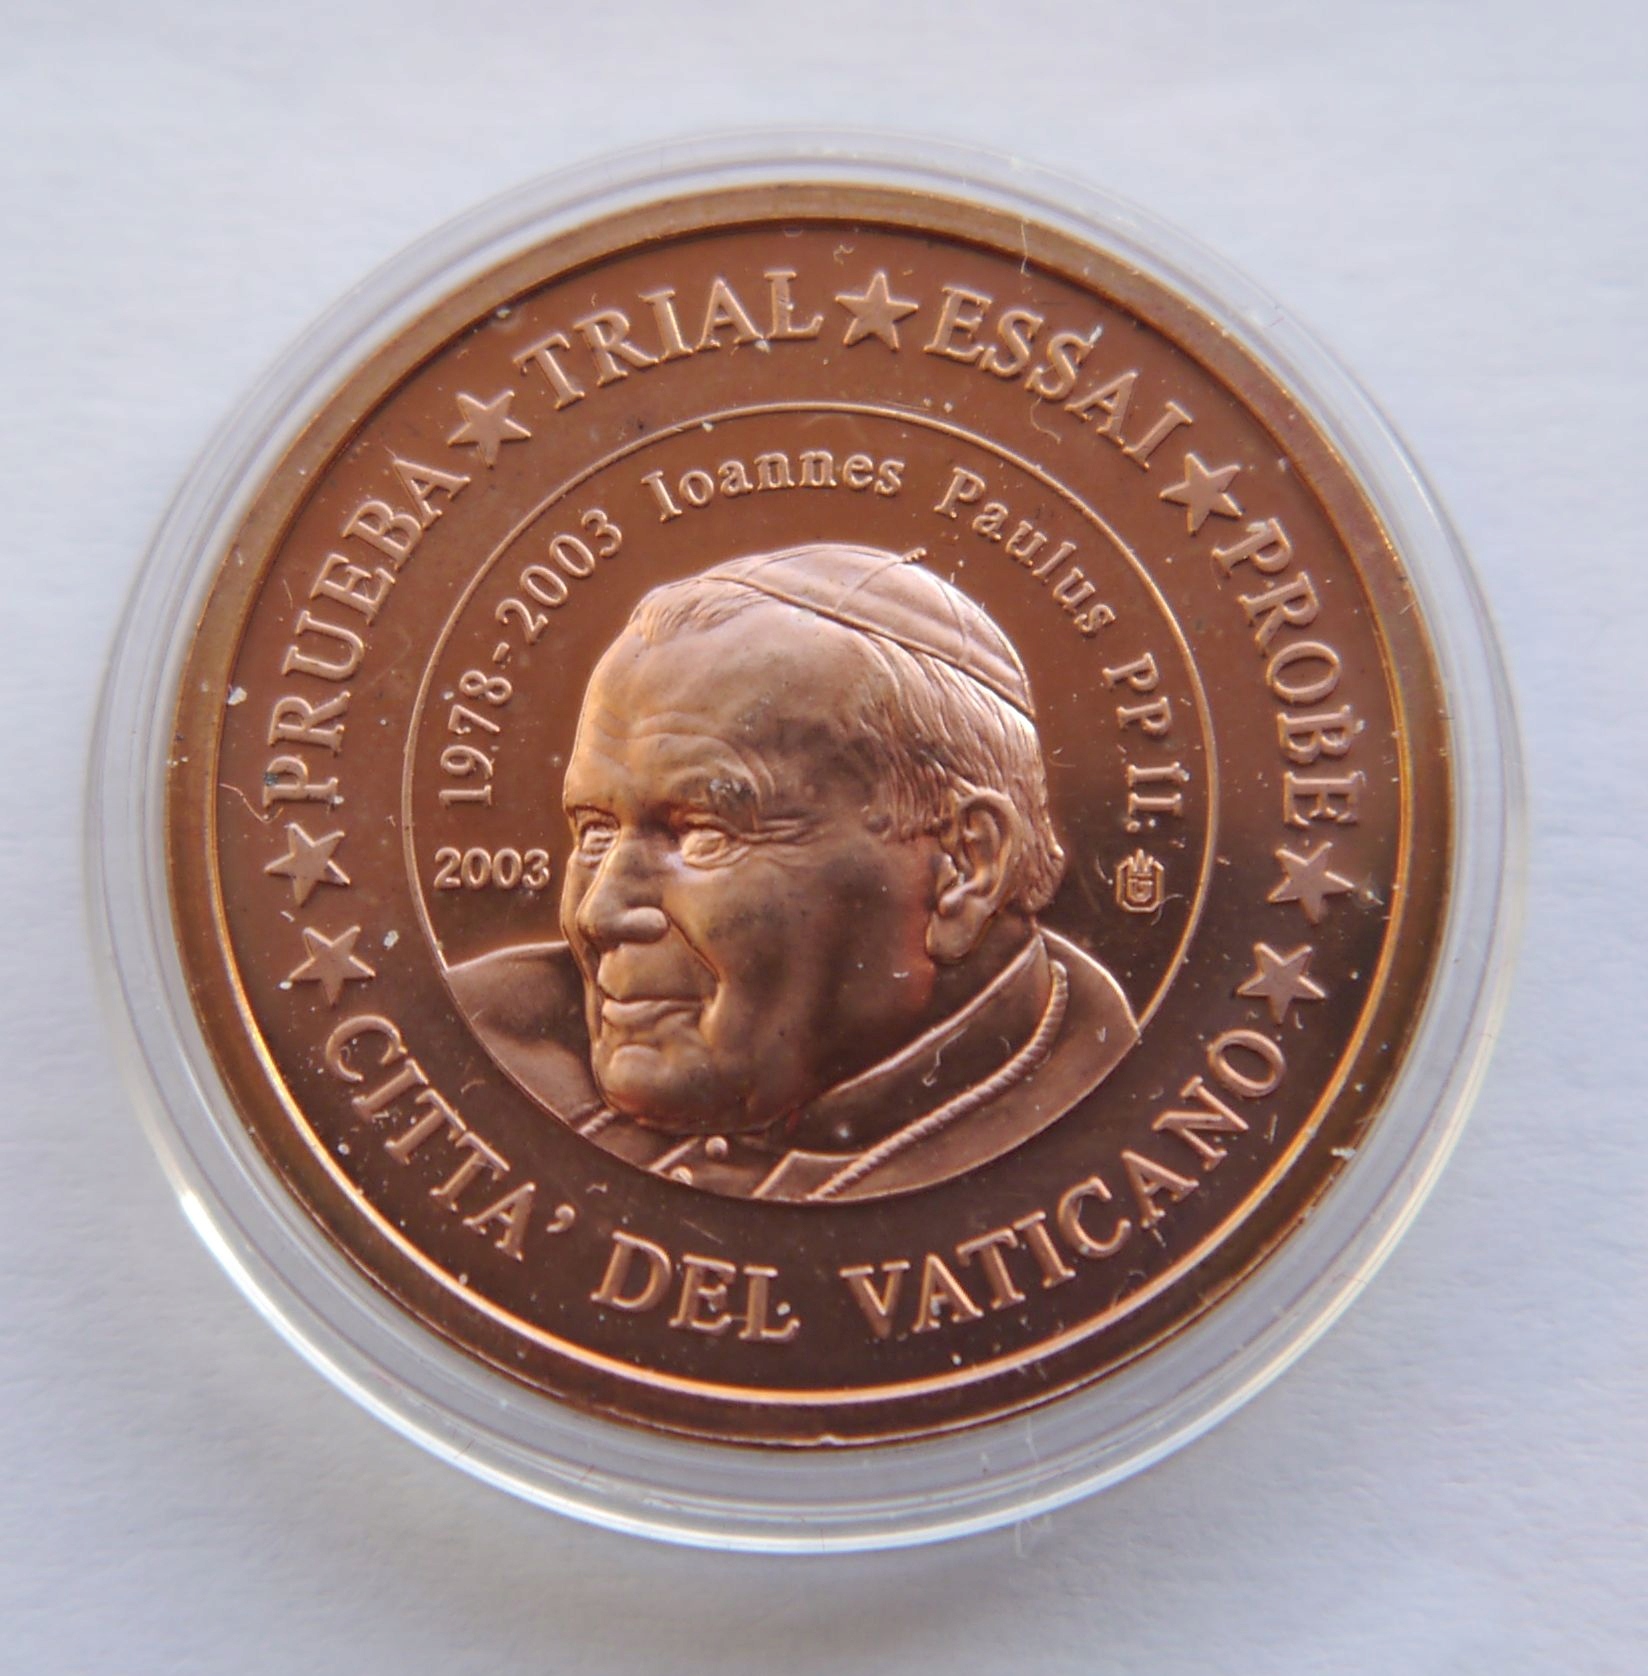 ★ PRUEBA ★ TRIAL ★ ESSAI ★ PROBE ★
1978-2003 Ioannes Paulus PP II.
2003
★ CITTA' DEL VATICANO ★